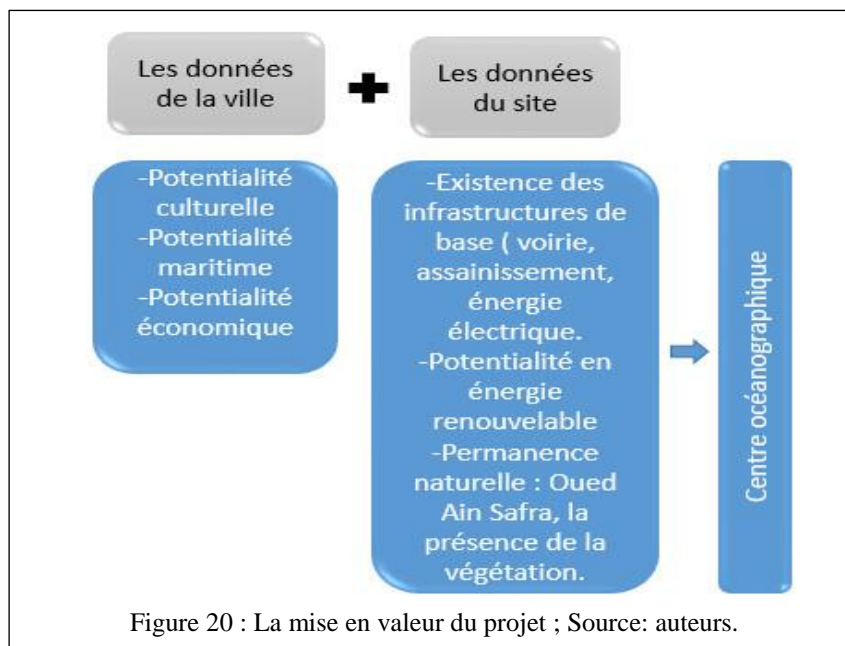 Les données
de la ville
Les données
du site
-Potentialité
culturelle
-Potentialité
maritime
-Potentialité
économique
-Existence des
infrastructures de
base ( voirie,
assainissement,
énergie
électrique.
-Potentialité en
énergie
renouvelable
-Permanence
naturelle : Oued
Ain Safra, la
présence de la
végétation.
Centre océanographique
Figure 20 : La mise en valeur du projet ; Source: auteurs.